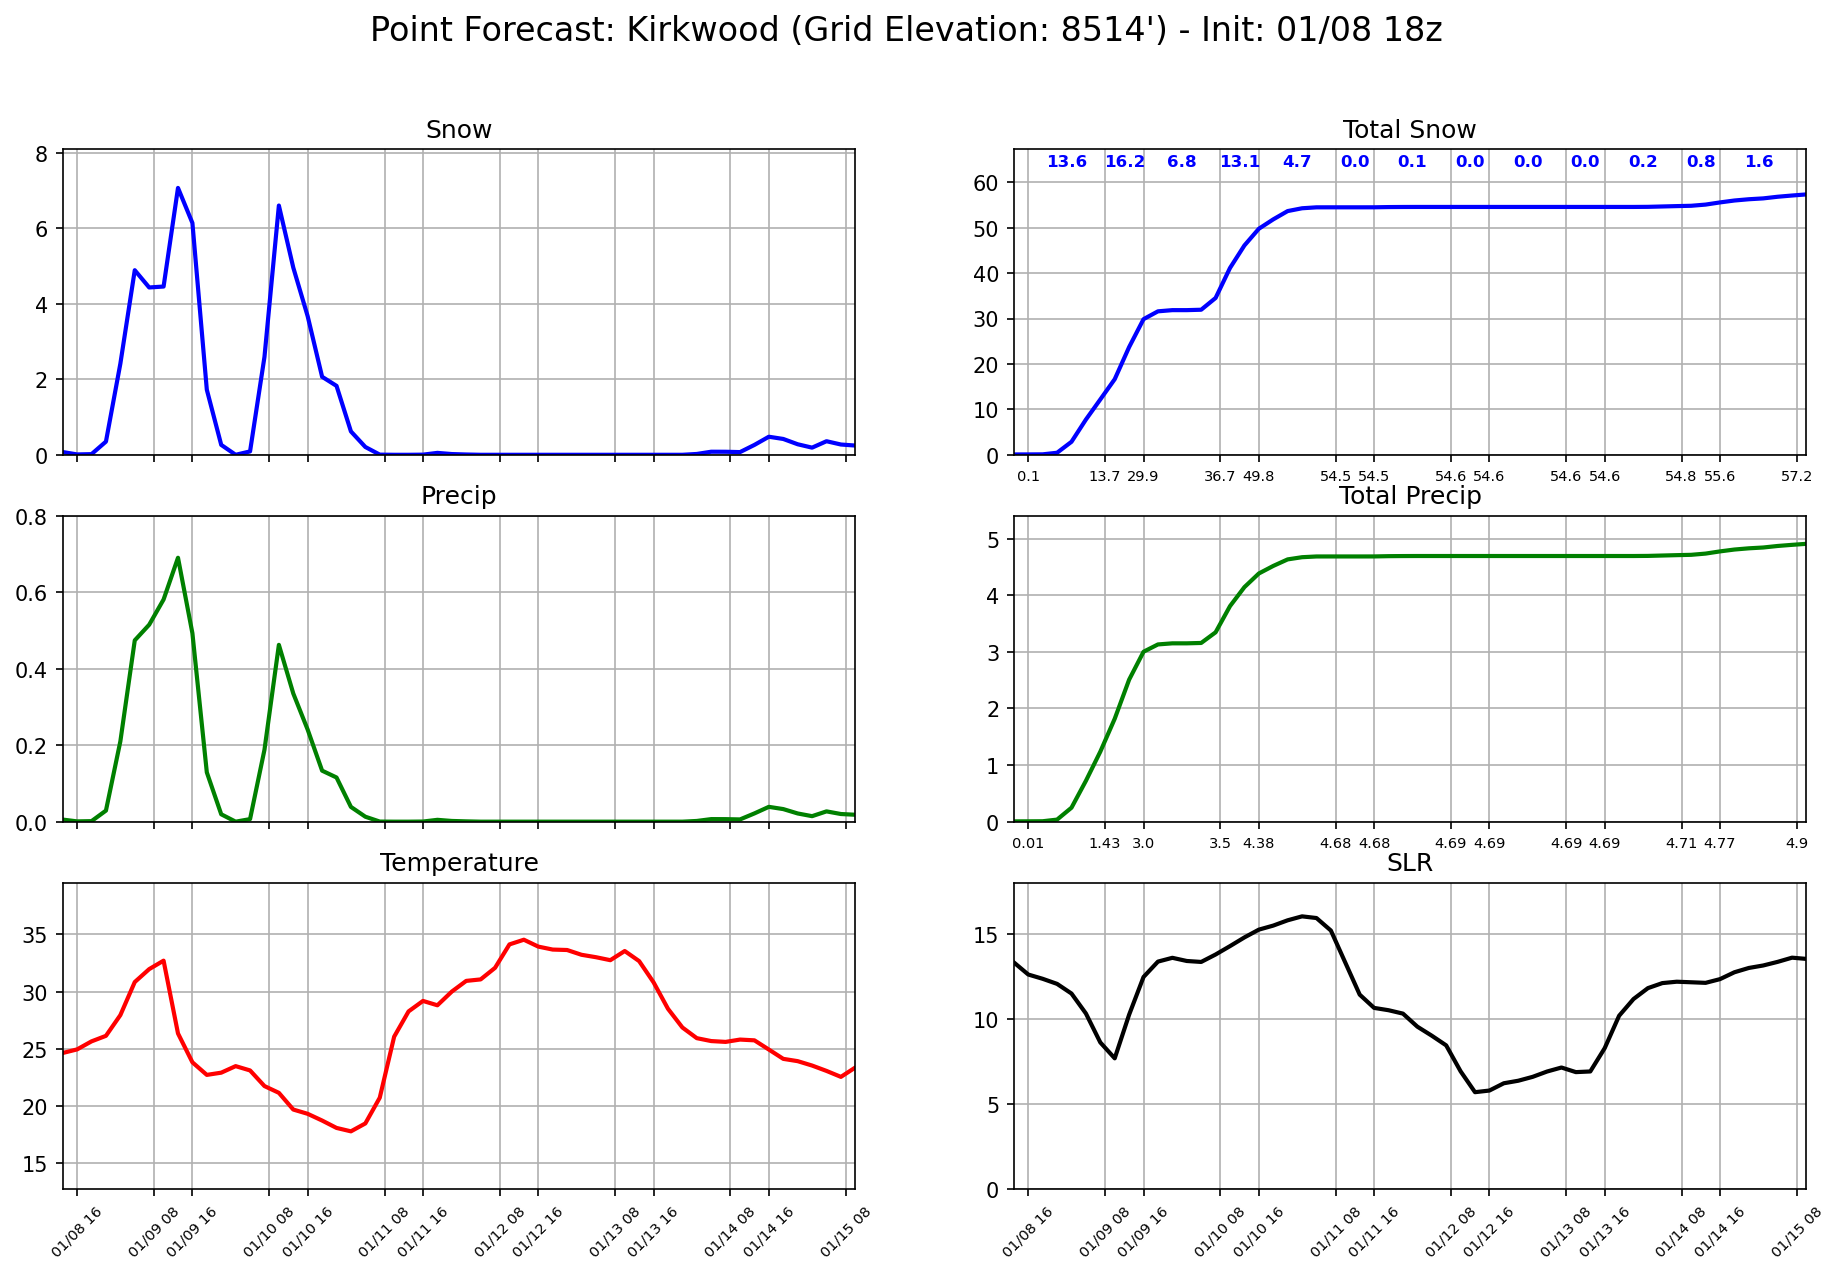 Point Forecast: Kirkwood (Grid Elevation: 8514') - Init: 01/08 18z
Snow
8
6
4
2
0
Total Snow
13.6 16.2 6.8 13.1 4.7 0.0 0.1 0.0 0.0 0.0 0.2 0.8 1.6
60
50
40
30
20
10
0
0.1 13.7 29.9 36.7 49.8 54.5 54.5 54.6 54.6 54.6 54.6 54.8 55.6 57.2
Precip
0.8
0.6
0.4
0.2
0.0
Total Precip
5
4
3
2
1
0
0.01 1.43 3.0 3.5 4.38 4.68 4.68 4.69 4.69 4.69 4.69 4.71 4.77 4.9
Temperature
35
30
25
20
15
01/08 16 01/09 08 01/09 16 01/10 08 01/10 16 01/11 08 01/11 16 01/12 08 01/12 16 01/13 08 01/13 16 01/14 08 01/14 16 01/15 08
SLR
15
10
5
0
01/08 16 01/09 08 01/09 16 01/10 08 01/10 16 01/11 08 01/11 16 01/12 08 01/12 16 01/13 08 01/13 16 01/14 08 01/14 16 01/15 08